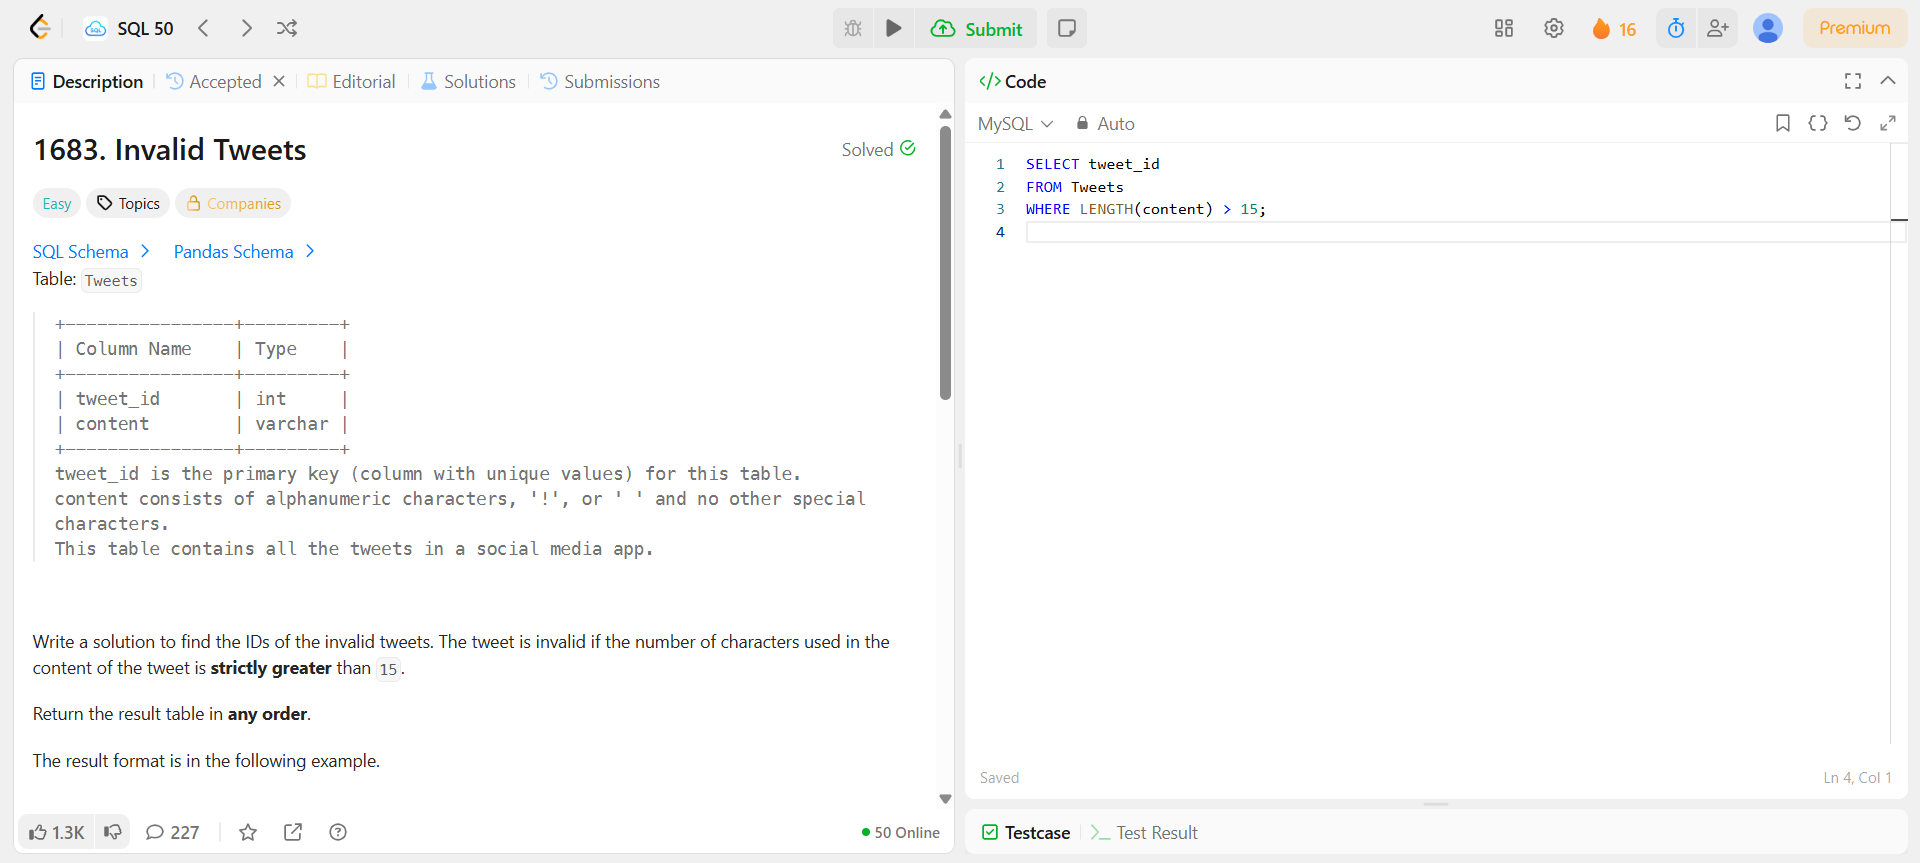 SQL 50
Submit
16
Premium
Description
Accepted
Editorial
Solutions
Submissions
</> Code
MySQL
Auto
1683. Invalid Tweets
Solved
Easy
Topics
Companies
SQL Schema
Pandas Schema
Table: Tweets
+----------------+---------+
| Column Name    | Type    |
+----------------+---------+
| tweet_id       | int     |
| content        | varchar |
+----------------+---------+
tweet_id is the primary key (column with unique values) for this table.
content consists of alphanumeric characters, '!', or ' ' and no other special
characters.
This table contains all the tweets in a social media app.
Write a solution to find the IDs of the invalid tweets. The tweet is invalid if the number of characters used in the
content of the tweet is strictly greater than 15.
Return the result table in any order.
The result format is in the following example.
1.3K
227
50 Online
1 SELECT tweet_id
2 FROM Tweets
3 WHERE LENGTH(content) > 15;
4
Saved
Ln 4, Col 1
Testcase
Test Result